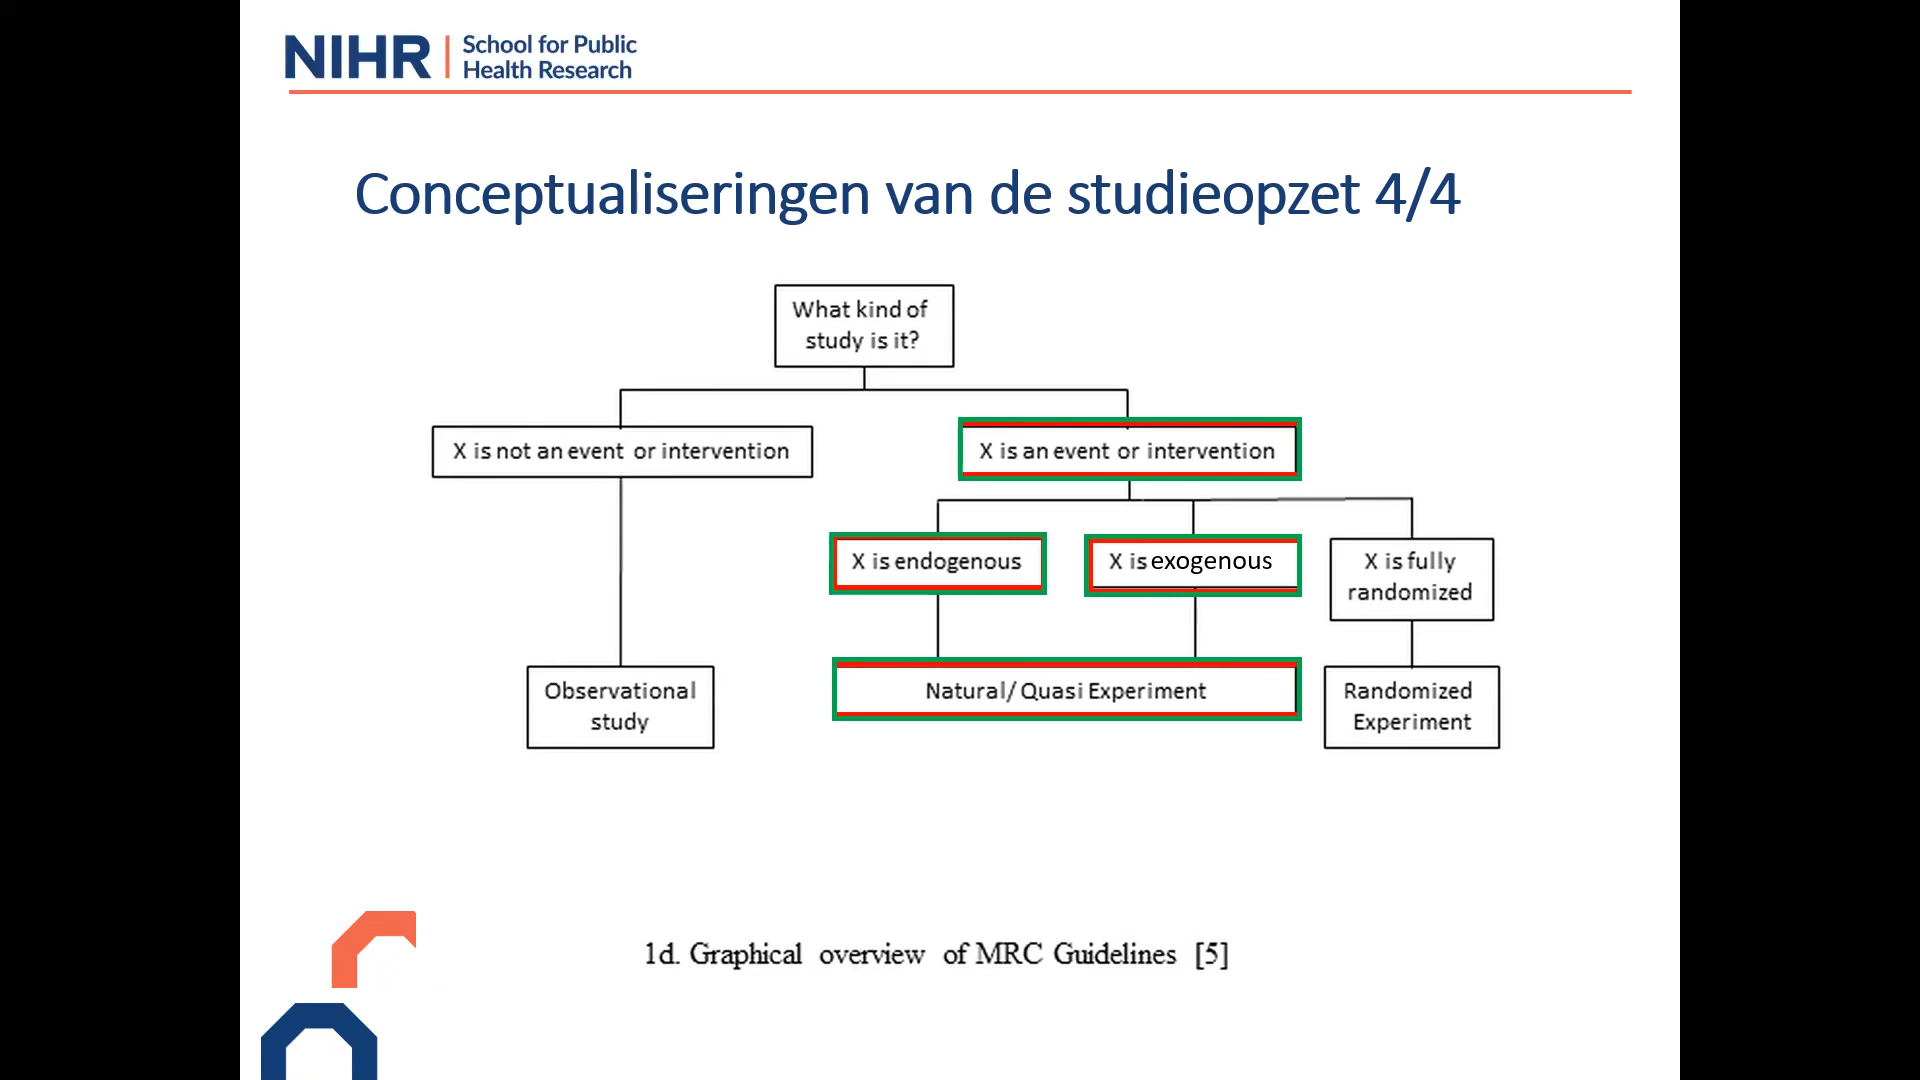 NIHR
School for Public
Health Research
Conceptualiseringen van de studieopzet 4/4
What kind of
study is it?
X is not an event or intervention
X is an event or intervention
X is endogenous
X is exogenous
X is fully
randomized
Observational
study
Natural/ Quasi Experiment
Randomized
Experiment
1d. Graphical overview of MRC Guidelines [5]